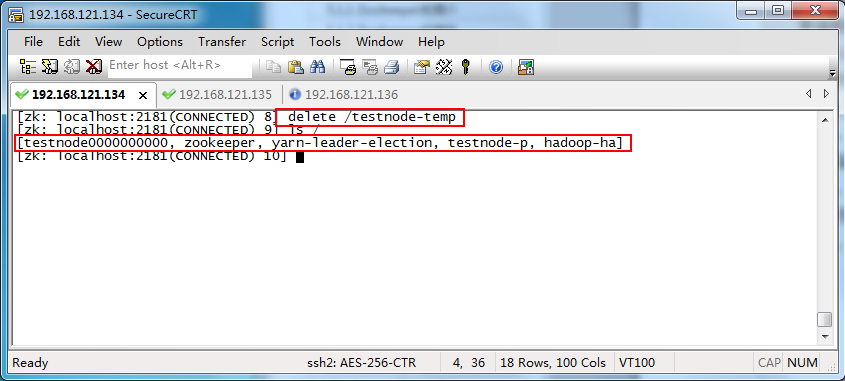 192.168.121.134 - SecureCRT
File Edit View Options Transfer Script Tools Window Help
Enter host <Alt+R>
192.168.121.134 192.168.121.135 192.168.121.136
[zk: localhost:2181(CONNECTED) 8] delete /testnode-temp
[zk: localhost:2181(CONNECTED) 9] ls /
[testnode0000000000, zookeeper, yarn-leader-election, testnode-p, hadoop-ha]
[zk: localhost:2181(CONNECTED) 10]
Ready ssh2: AES-256-CTR 4, 36 18 Rows, 100 Cols VT100 CAP NUM